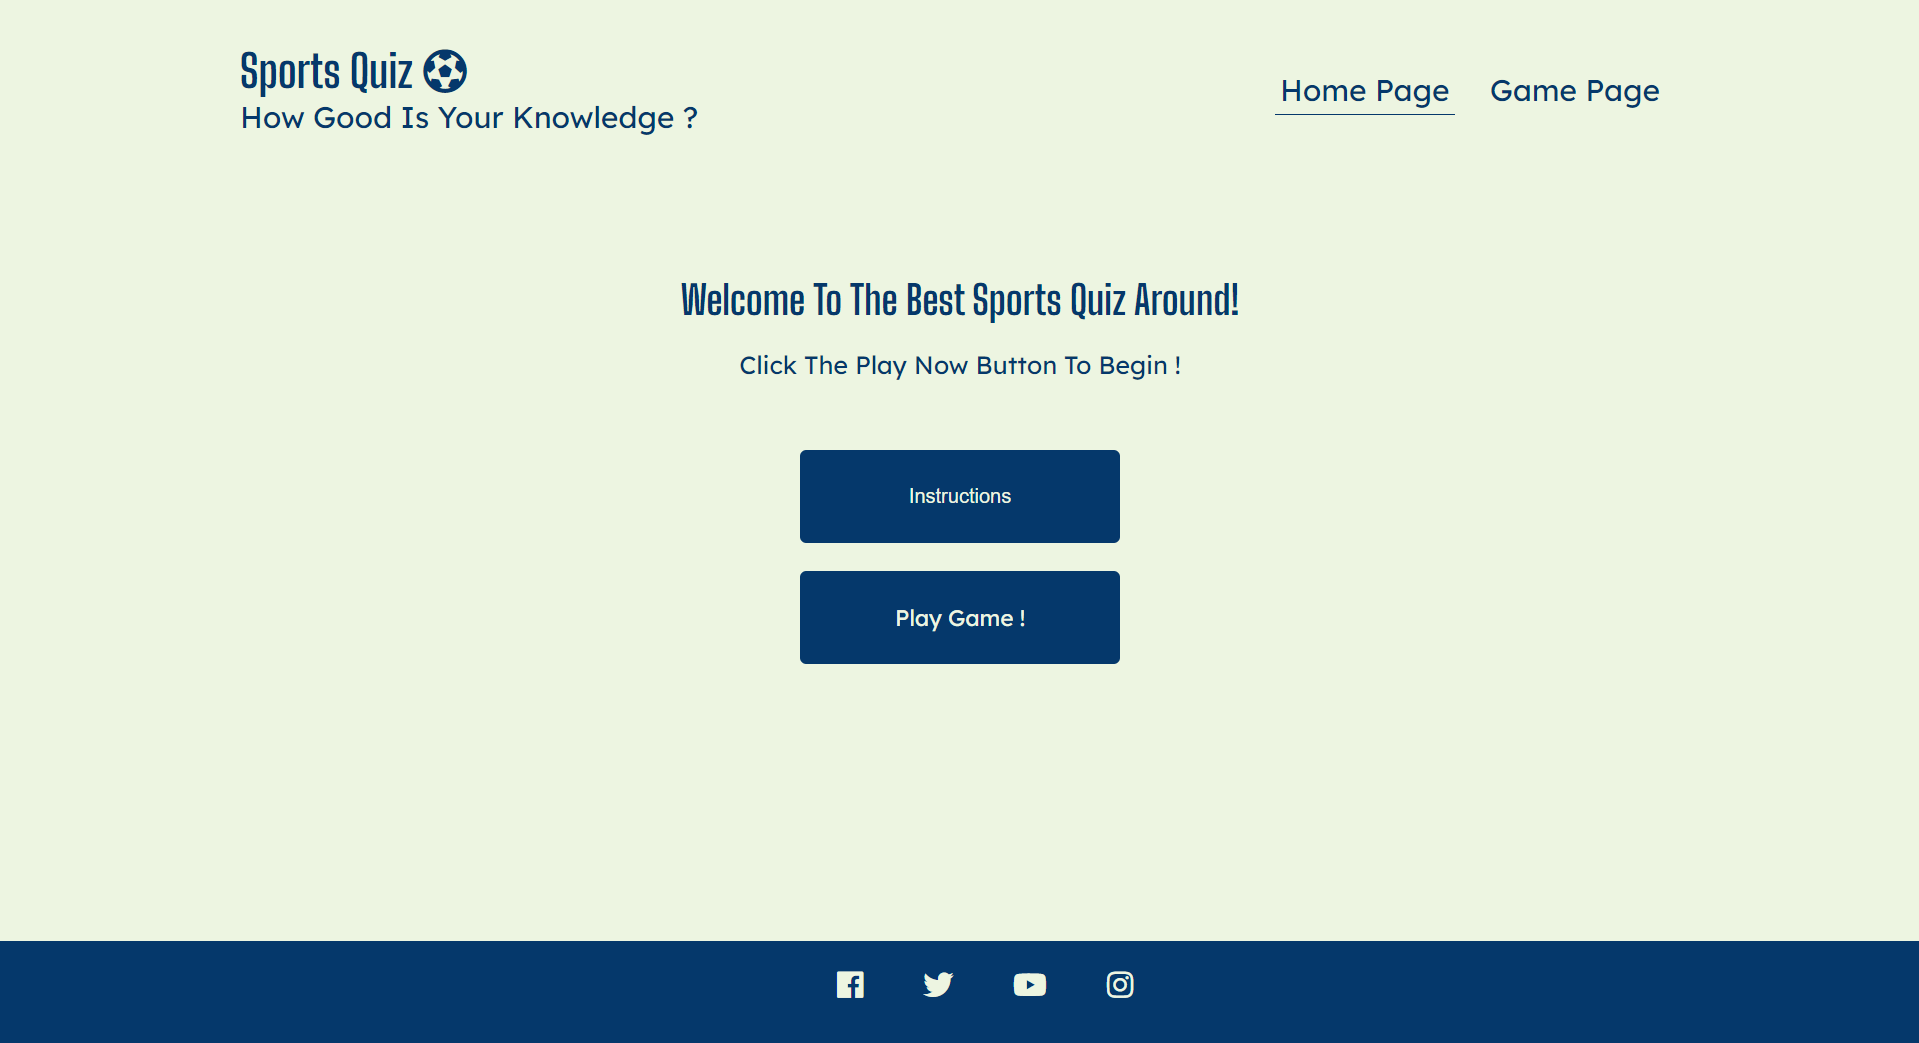 Sports Quiz
How Good Is Your Knowledge ?
Home Page
Game Page
Welcome To The Best Sports Quiz Around!
Click The Play Now Button To Begin !
Instructions
Play Game !